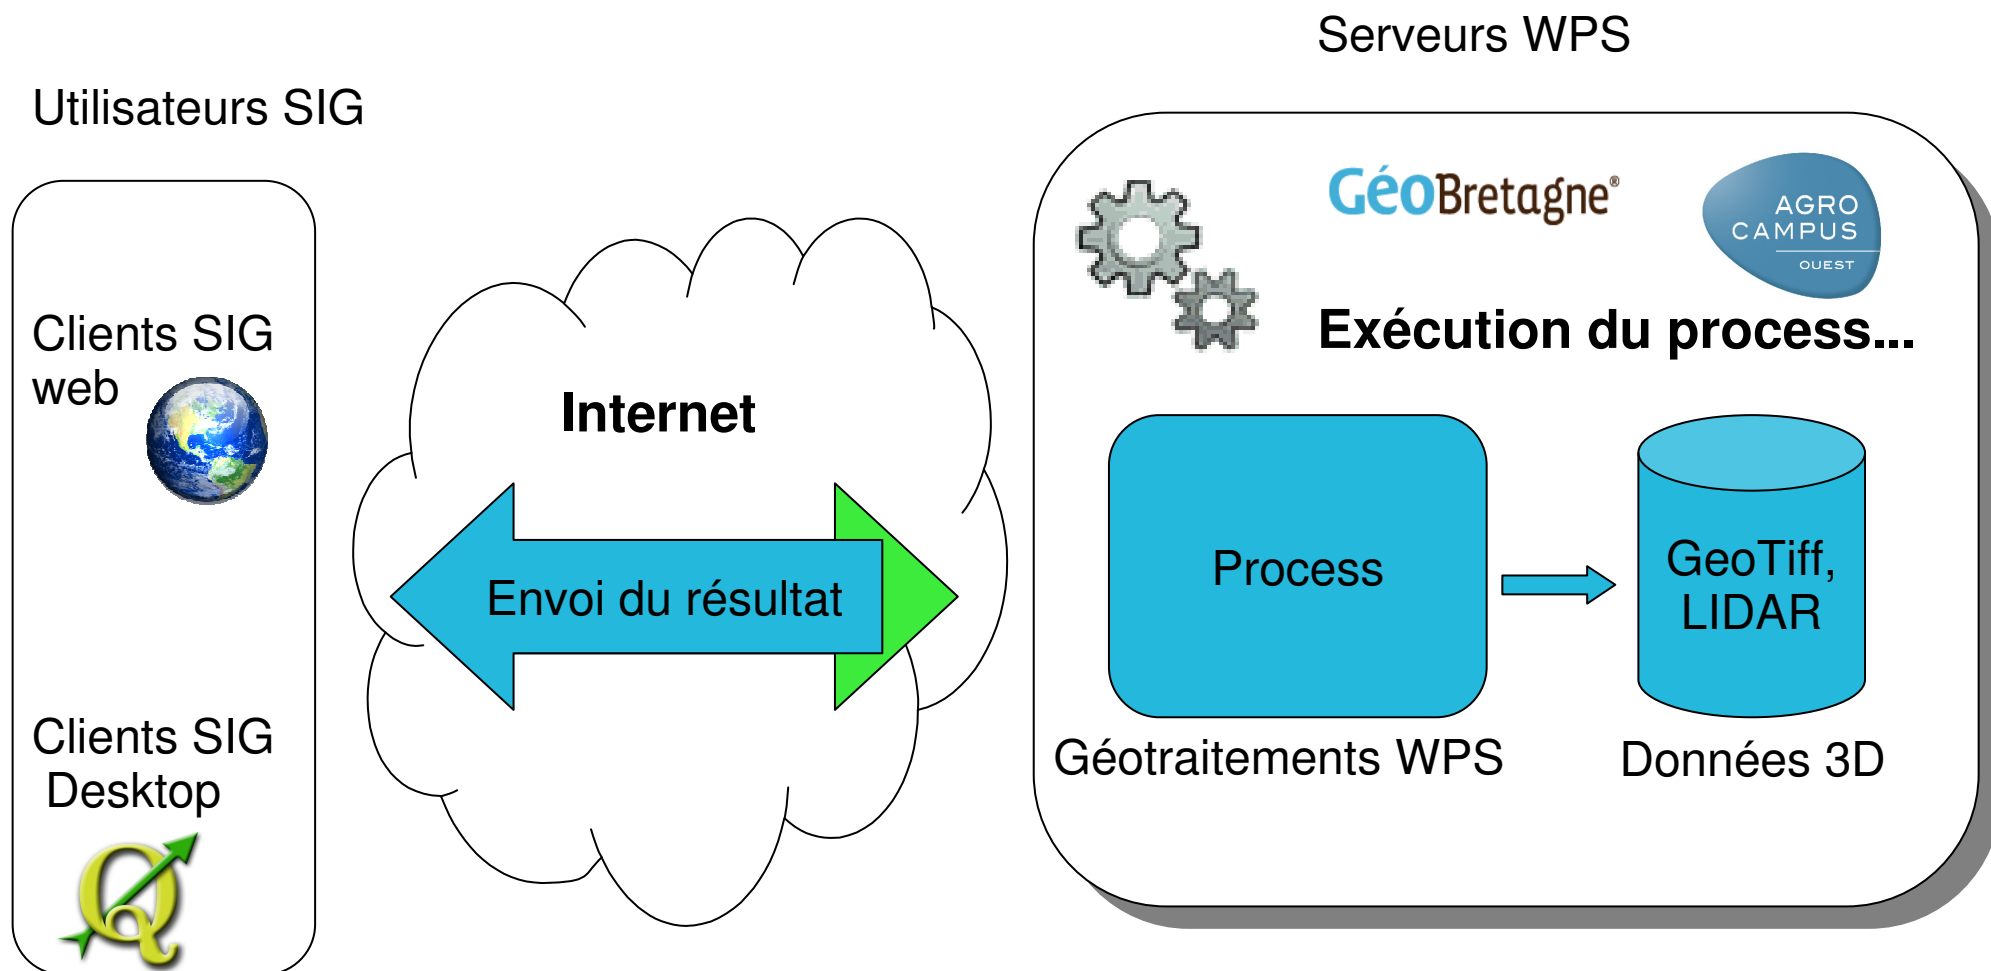 Serveurs WPS
Utilisateurs SIG
GéoBretagne®
AGRO
CAMPUS
OUEST
Clients SIG
web
Exécution du process...
Internet
Process
GeoTiff,
LIDAR
Envoi du résultat
Clients SIG
Desktop
Géotraitements WPS
Données 3D